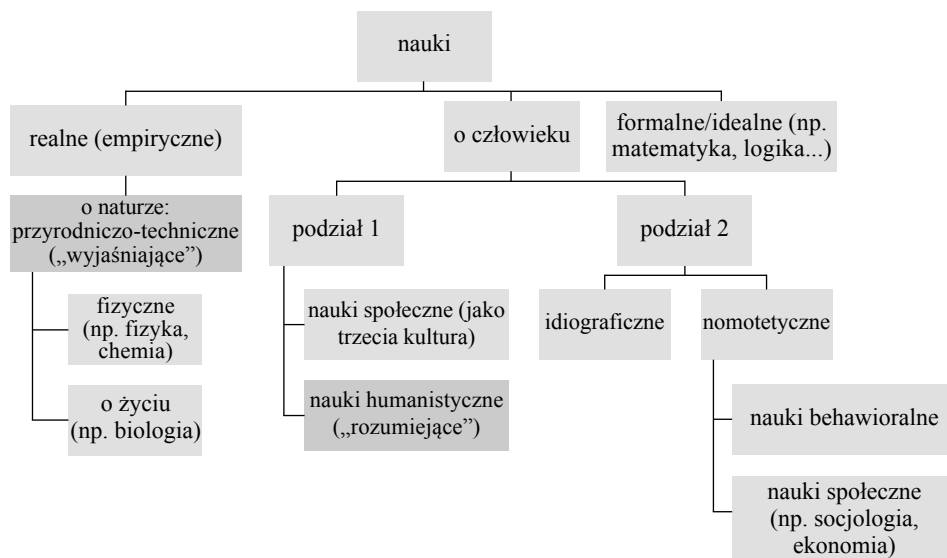 nauki
realne (empiryczne)
o człowieku
formalne/idealne (np.
matematyka, logika...)
o naturze:
przyrodniczo-techniczne
(„wyjaśniające”)
podział 1
podział 2
fizyczne
(np. fizyka,
chemia)
nauki społeczne (jako
trzecia kultura)
idiograficzne
nomotetyczne
o życiu
(np. biologia)
nauki humanistyczne
(„rozumiejące”)
nauki behawioralne
nauki społeczne
(np. socjologia,
ekonomia)